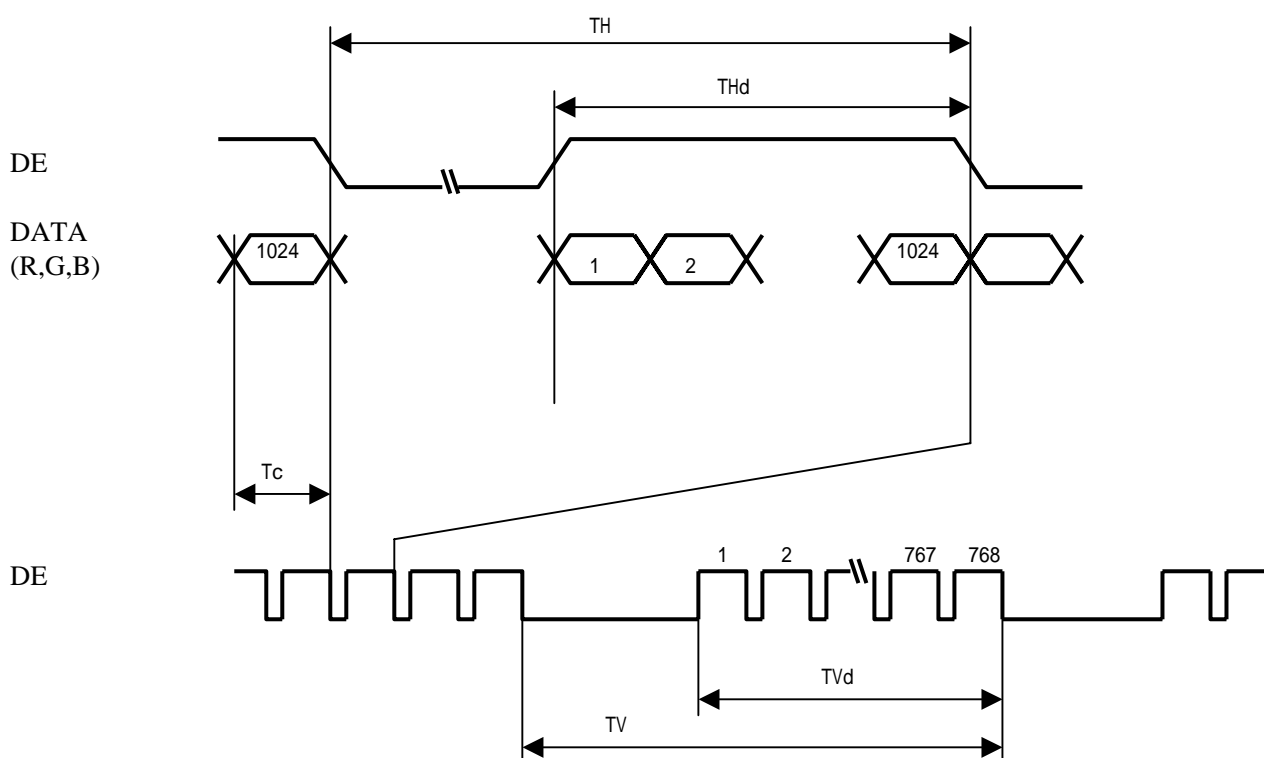 TH
THd
DE
DATA
(R,G,B)
1024
1
2
1024
Tc
DE
1 2 767 768
TVd
TV